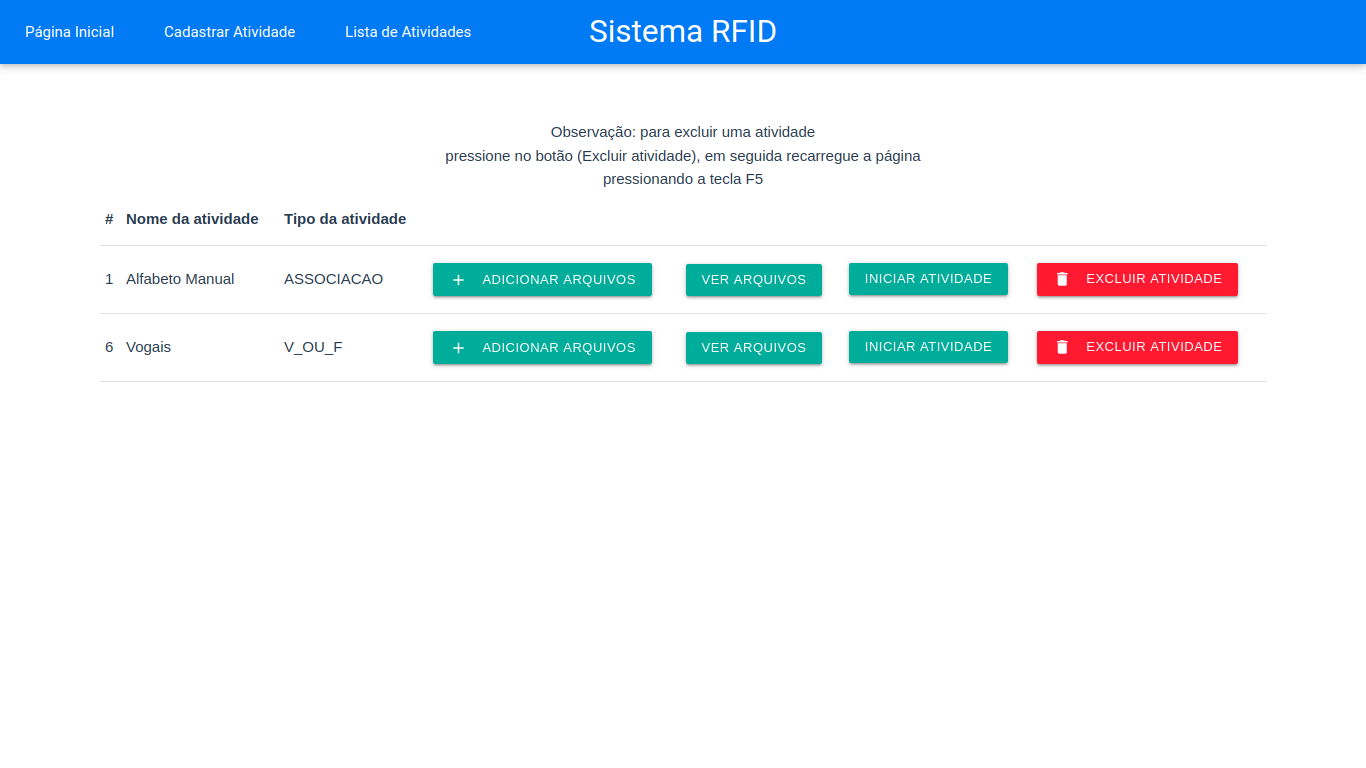 Página Inicial Cadastrar Atividade Lista de Atividades Sistema RFID
Observação: para excluir uma atividade
pressione no botão (Excluir atividade), em seguida recarregue a página
pressionando a tecla F5
# Nome da atividade Tipo da atividade
1 Alfabeto Manual ASSOCIACAO + ADICIONAR ARQUIVOS VER ARQUIVOS INICIAR ATIVIDADE EXCLUIR ATIVIDADE
6 Vogais V_OU_F + ADICIONAR ARQUIVOS VER ARQUIVOS INICIAR ATIVIDADE EXCLUIR ATIVIDADE